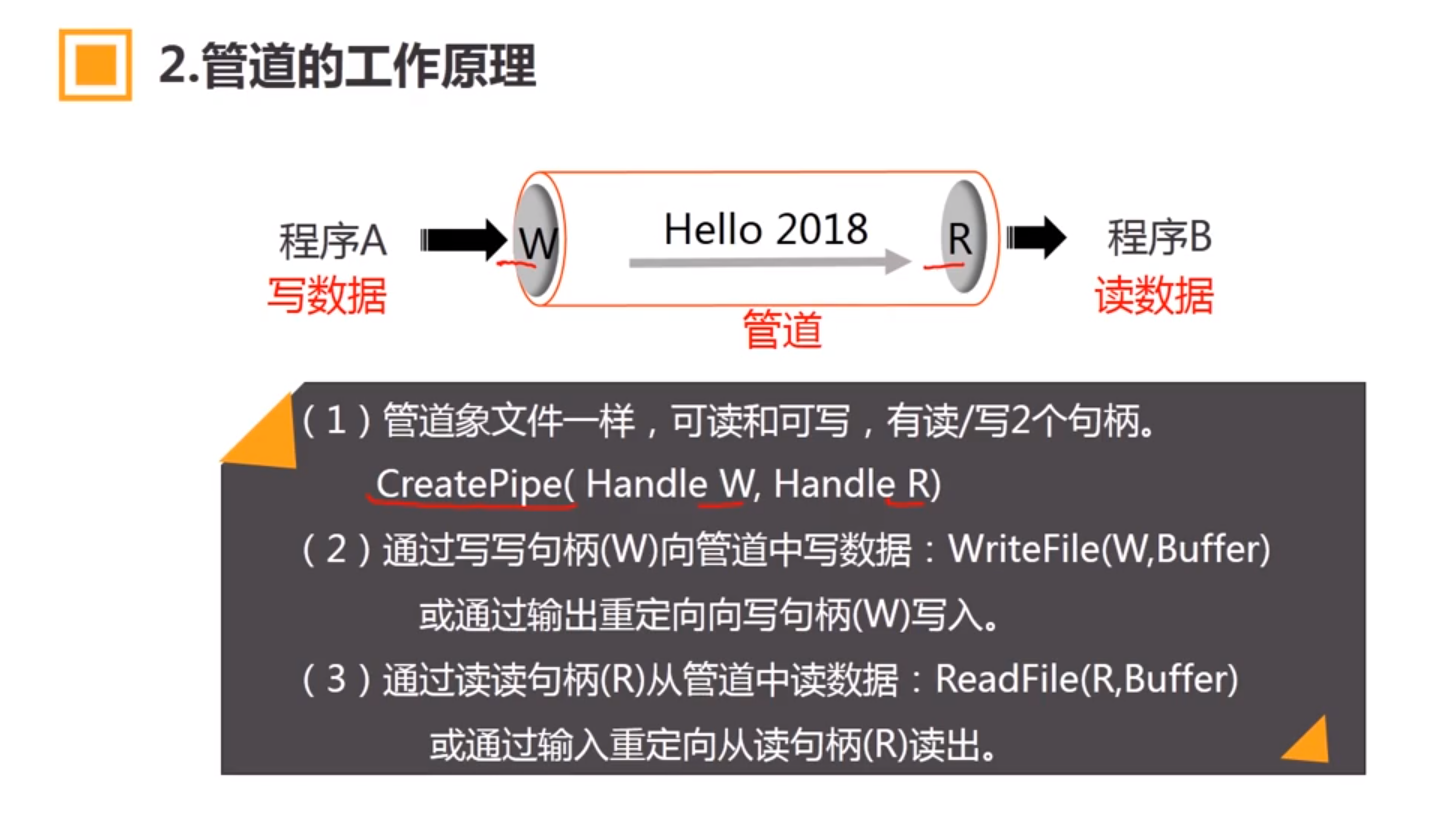 2.管道的工作原理
程序A
写数据
W
Hello 2018
R
管道
程序B
读数据
（1）管道象文件一样，可读和可写，有读/写2个句柄。
CreatePipe( Handle W, Handle R)
（2）通过写写句柄(W)向管道中写数据：WriteFile(W,Buffer)
或通过输出重定向向写句柄(W)写入。
（3）通过读读句柄(R)从管道中读数据：ReadFile(R,Buffer)
或通过输入重定向从读句柄(R)读出。